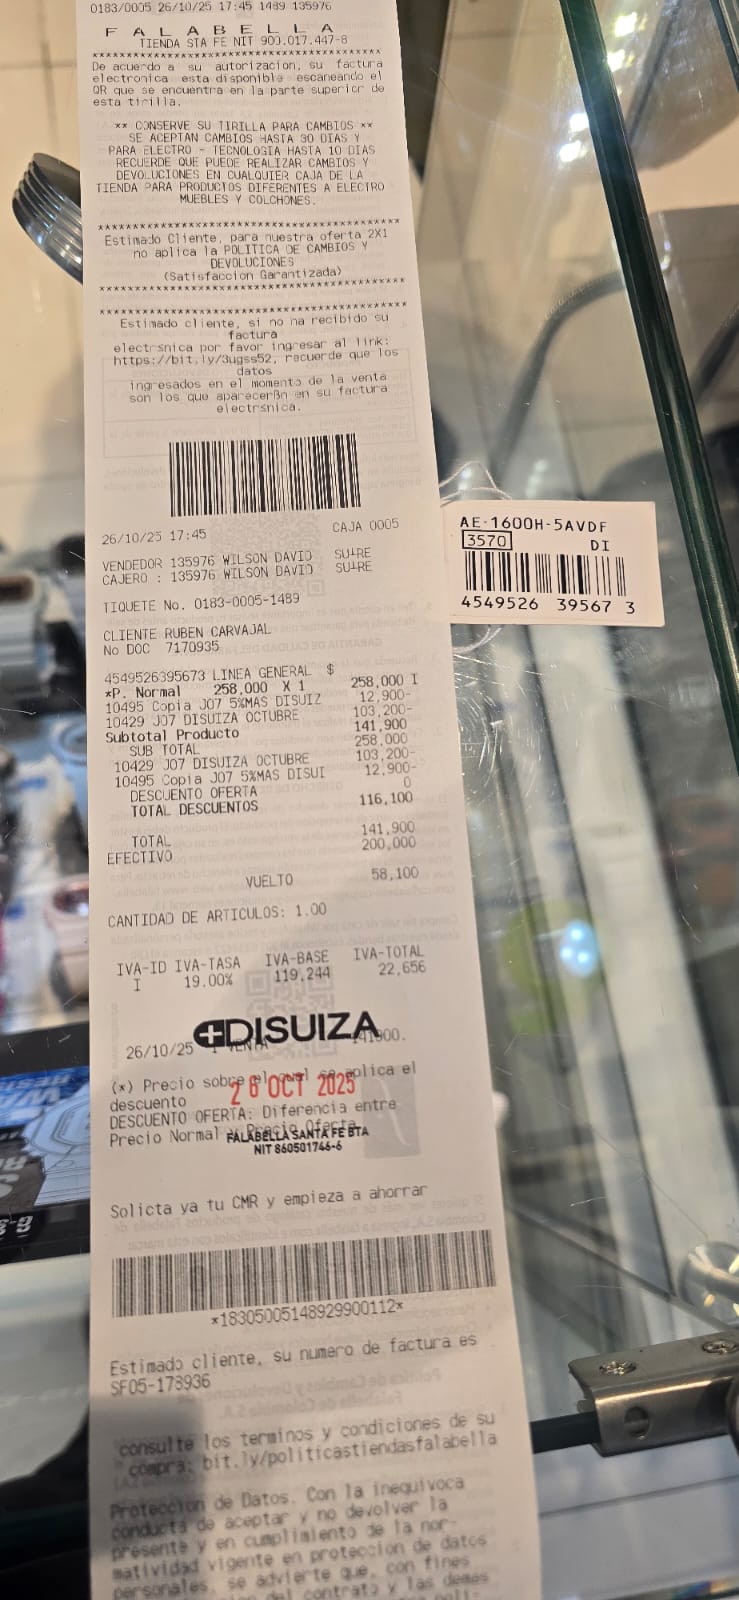 0183/0005 26/10/25 17:45 1489 135976
F A L A B E L L A
TIENDA STA FE NIT 900.017.447-8
****************************************
De acuerdo a su autorizacion, su factura
electronica esta disponible escaneando el
QR que se encuentra en la parte superior de
esta tirilla.
** CONSERVE SU TIRILLA PARA CAMBIOS **
SE ACEPTAN CAMBIOS HASTA 30 DIAS Y
PARA ELECTRO - TECNOLOGIA HASTA 10 DIAS
RECUERDE QUE PUEDE REALIZAR CAMBIOS Y
DEVOLUCIONES EN CUALQUIER CAJA DE LA
TIENDA PARA PRODUCTOS DIFERENTES A ELECTRO
MUEBLES Y COLCHONES.
****************************************
Estimado Cliente, para nuestra oferta 2X1
no aplica la POLITICA DE CAMBIOS Y
DEVOLUCIONES
(Satisfaccion Garantizada)
****************************************
****************************************
Estimado cliente, si no ha recibido su
factura
electrsnica por favor ingresar al link:
https://bit.ly/3ugss52, recuerde que los
datos
ingresados en el momento de la venta
son los que aparecerßn en su factura
electrsnica.
26/10/25 17:45 CAJA 0005
VENDEDOR 135976 WILSON DAVID
CAJERO : 135976 WILSON DAVID
TIQUETE No. 0183-0005-1489
CLIENTE RUBEN CARVAJAL
No DOC 7170935
4549526395673 LINEA GENERAL $
*P. Normal 258,000 X 1 258,000 I
10495 Copia J07 5%MAS DISUIZ 12,900-
10429 J07 DISUIZA OCTUBRE 103,200-
Subtotal Producto 141,900
SUB TOTAL 258,000
10429 J07 DISUIZA OCTUBRE 103,200-
10495 Copia J07 5%MAS DISUI 12,900-
DESCUENTO OFERTA 0
TOTAL DESCUENTOS 116,100
TOTAL 141,900
EFECTIVO 200,000
VUELTO 58,100
CANTIDAD DE ARTICULOS: 1.00
IVA-ID IVA-TASA IVA-BASE IVA-TOTAL
I 19.00% 119,244 22,656
DISUIZA
26/10/25 VENTA 141900.
(*) Precio sobre el cual se aplica el
descuento
26 OCT 2025
DESCUENTO OFERTA: Diferencia entre
Precio Normal y Precio Oferta
FALABELLA SANTA FE BTA
NIT 860501746-6
Solicta ya tu CMR y empieza a ahorrar
*18305005148929900112*
Estimado cliente, su numero de factura es
SF05-178936
consulte los terminos y condiciones de su
compra: bit.ly/politicastiendasfalabella
Proteccion de Datos. Con la inequivoca
conducta de aceptar y no devolver la
presente y en cumplimiento de la nor-
matividad vigente en proteccion de datos
personales, se advierte que, con fines
del contrato y las demas
AE-1600H-5AVDF
3570
DI
4549526 39567 3